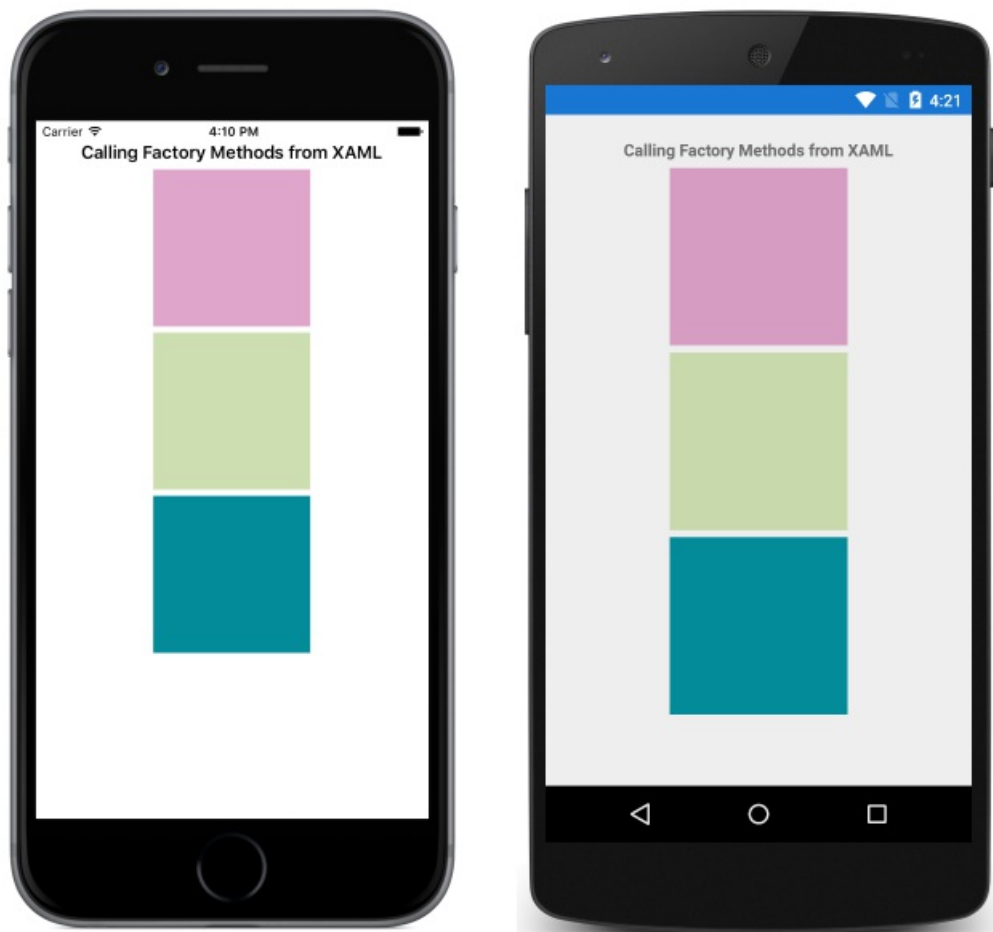 Carrier
4:10 PM
Calling Factory Methods from XAML
4:21
Calling Factory Methods from XAML